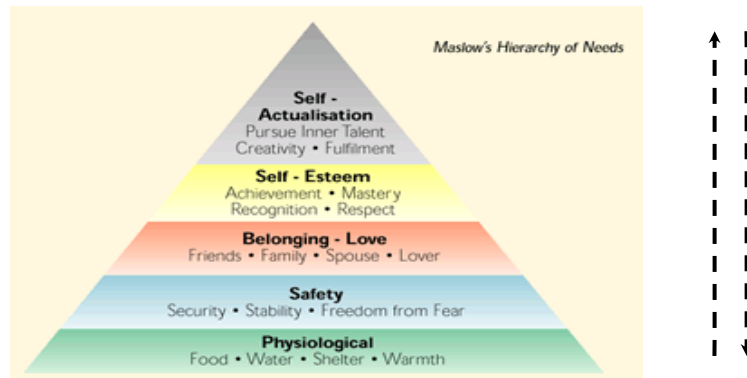 Maslow's Hierarchy of Needs
Self -
Actualisation
Pursue Inner Talent
Creativity • Fulfilment
Self - Esteem
Achievement • Mastery
Recognition • Respect
Belonging - Love
Friends • Family • Spouse • Lover
Safety
Security • Stability • Freedom from Fear
Physiological
Food • Water • Shelter • Warmth